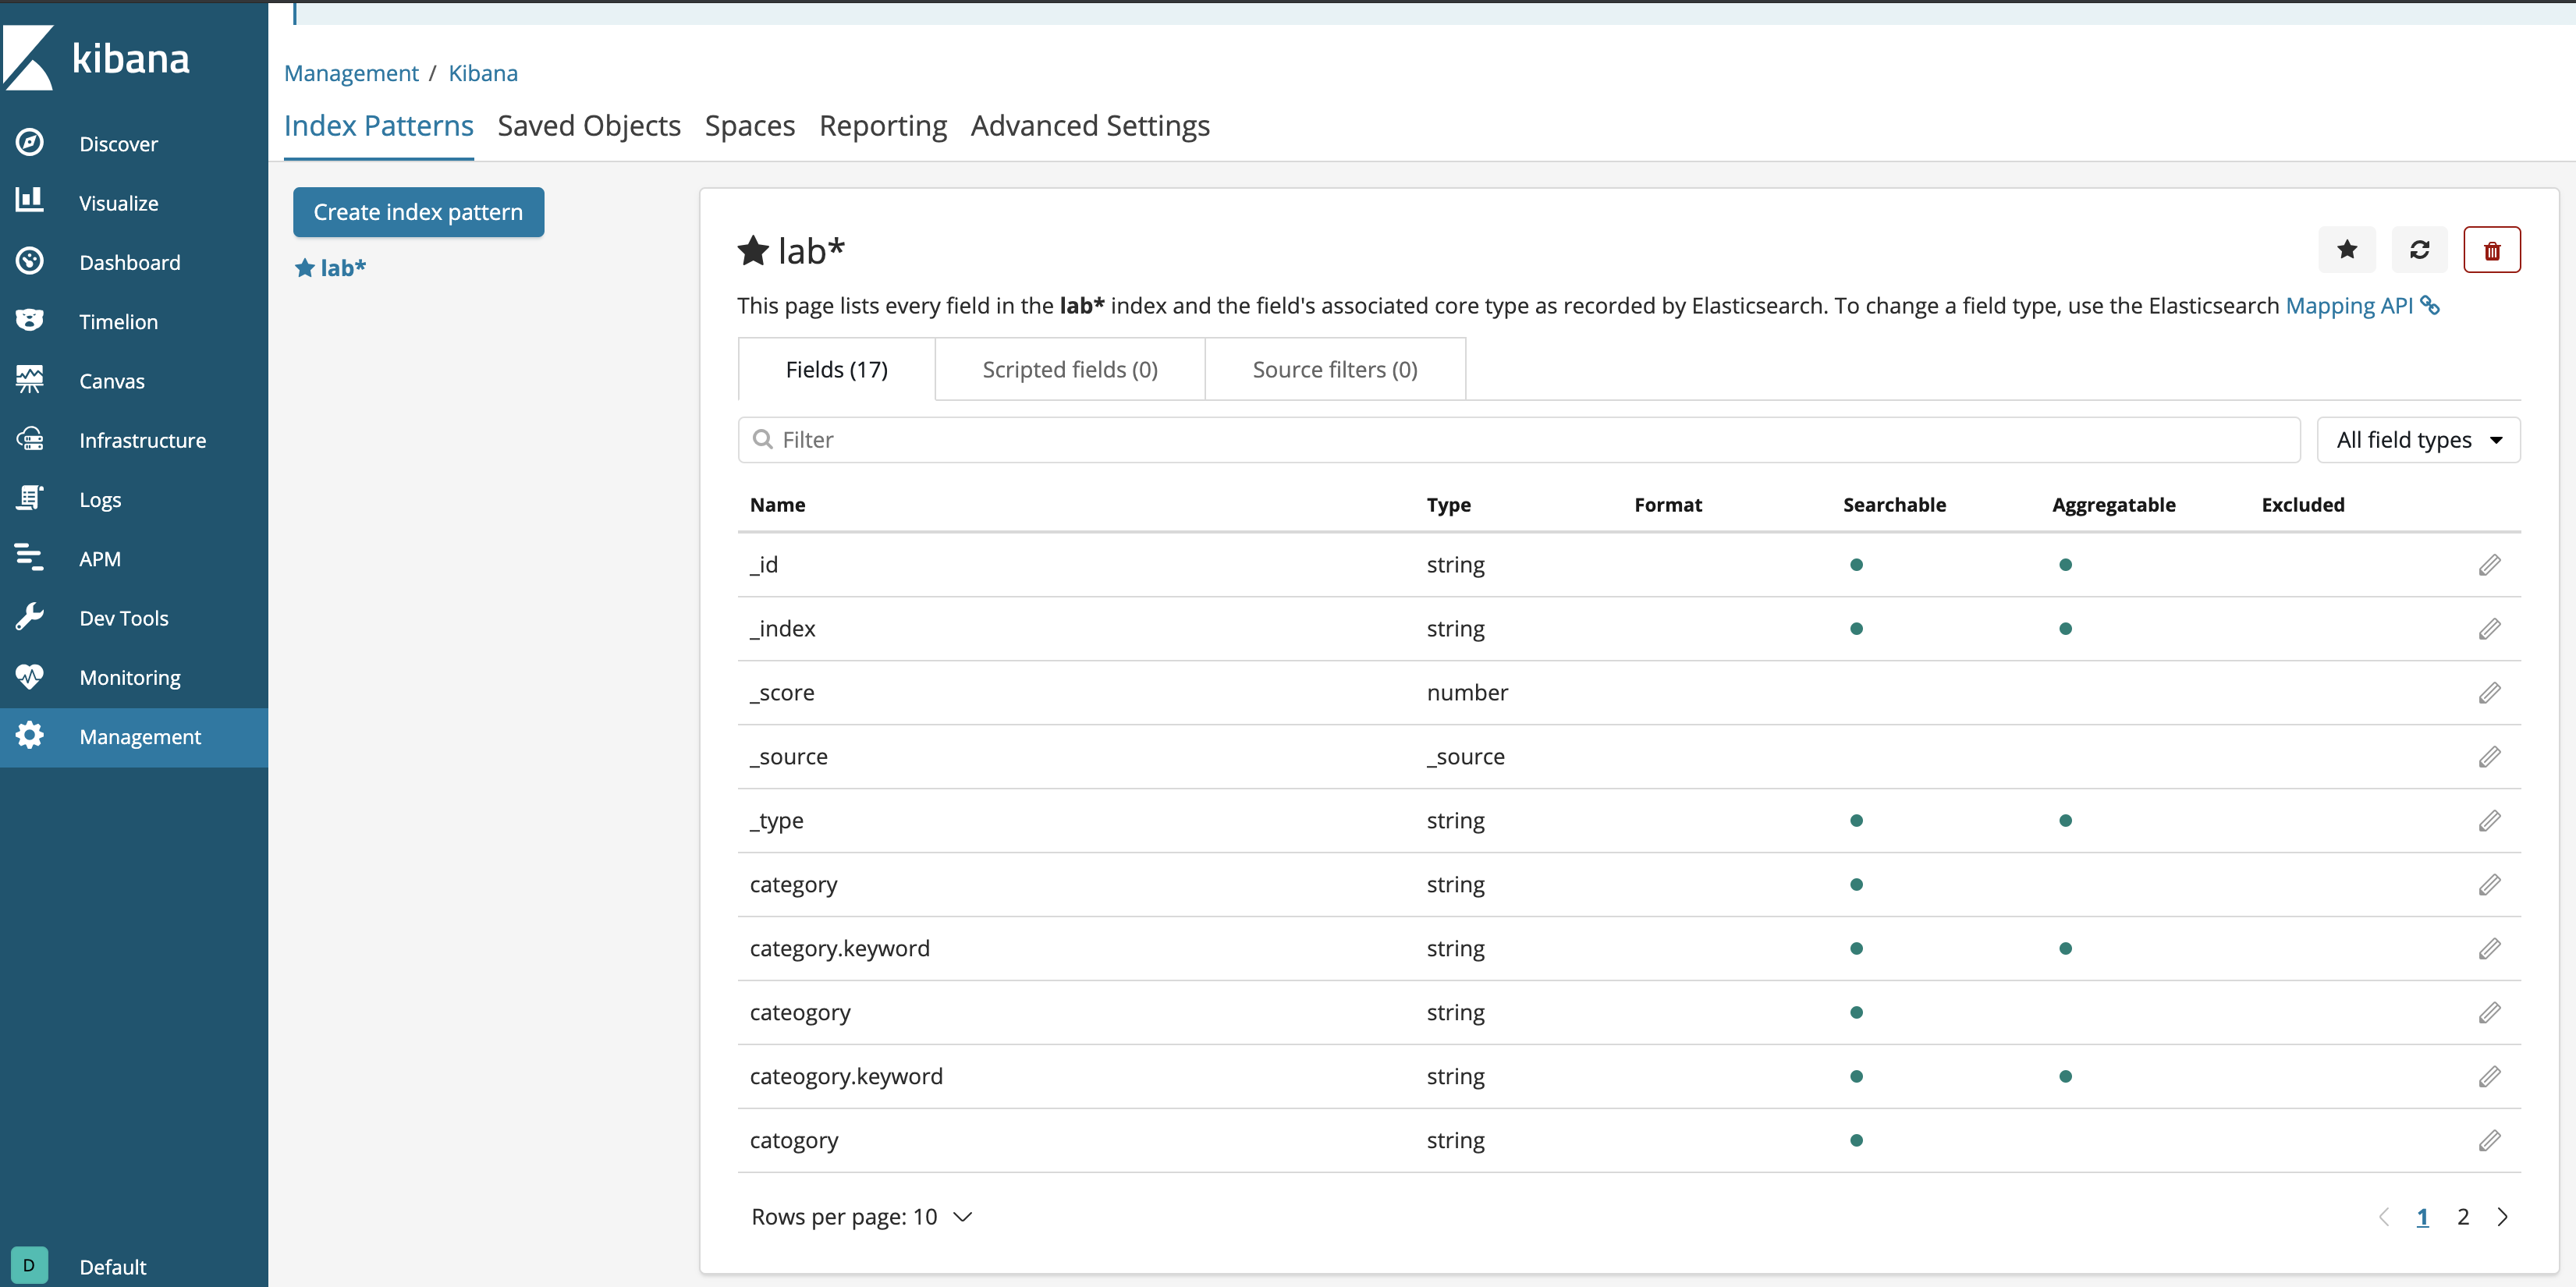 kibana
Discover
Visualize
Dashboard
Timelion
Canvas
Infrastructure
Logs
APM
Dev Tools
Monitoring
Management
D Default
Management / Kibana
Index Patterns Saved Objects Spaces Reporting Advanced Settings
Create index pattern
lab*
lab*
This page lists every field in the lab* index and the field's associated core type as recorded by Elasticsearch. To change a field type, use the Elasticsearch Mapping API
Fields (17) Scripted fields (0) Source filters (0)
Filter All field types
Name Type Format Searchable Aggregatable Excluded
_id string
_index string
_score number
_source _source
_type string
category string
category.keyword string
cateogory string
cateogory.keyword string
catogory string
Rows per page: 10 1 2